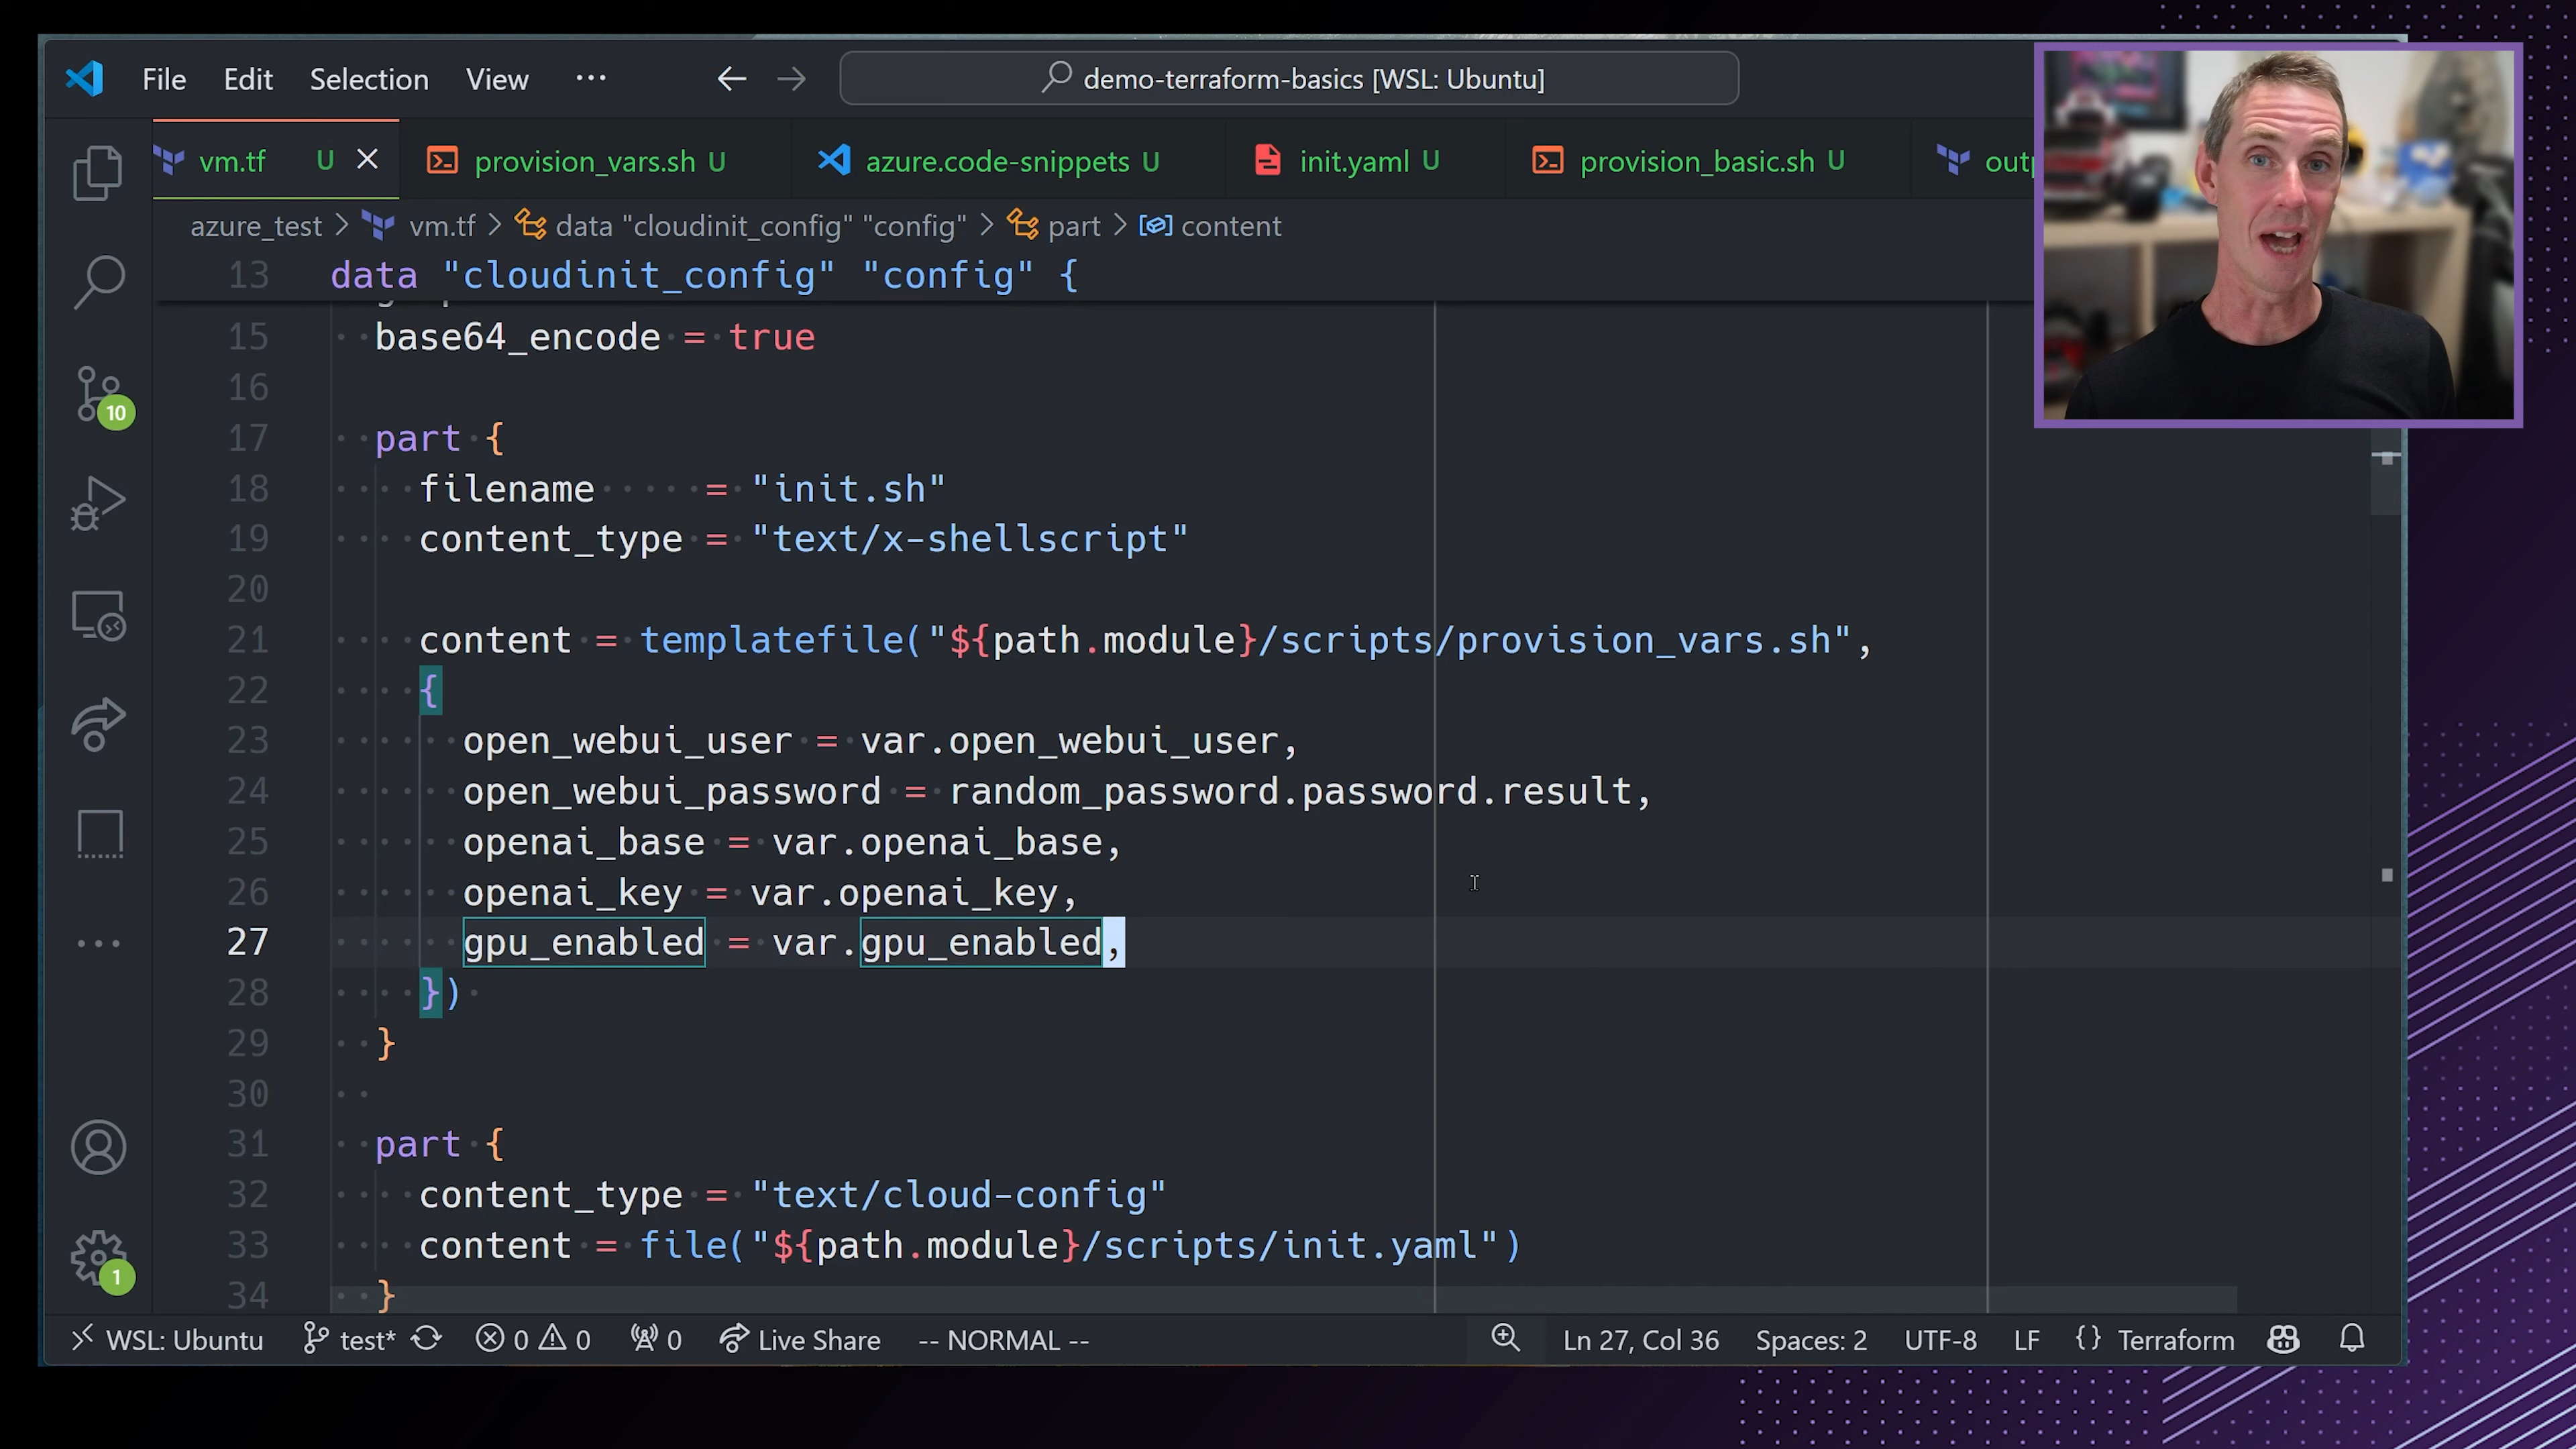 File Edit Selection View ··· demo-terraform-basics [WSL: Ubuntu]
vm.tf U provision_vars.sh U azure.code-snippets U init.yaml U provision_basic.sh U outp
azure_test > vm.tf > data "cloudinit_config" "config" > part > content
13 data "cloudinit_config" "config" {
15 base64_encode = true
16
17 part {
18 filename = "init.sh"
19 content_type = "text/x-shellscript"
20
21 content = templatefile("${path.module}/scripts/provision_vars.sh",
22 {
23 open_webui_user = var.open_webui_user,
24 open_webui_password = random_password.password.result,
25 openai_base = var.openai_base,
26 openai_key = var.openai_key,
27 gpu_enabled = var.gpu_enabled,
28 })
29 }
30
31 part {
32 content_type = "text/cloud-config"
33 content = file("${path.module}/scripts/init.yaml")
34 }
10
1
WSL: Ubuntu test* 0 0 0 Live Share -- NORMAL -- Ln 27, Col 36 Spaces: 2 UTF-8 LF {} Terraform